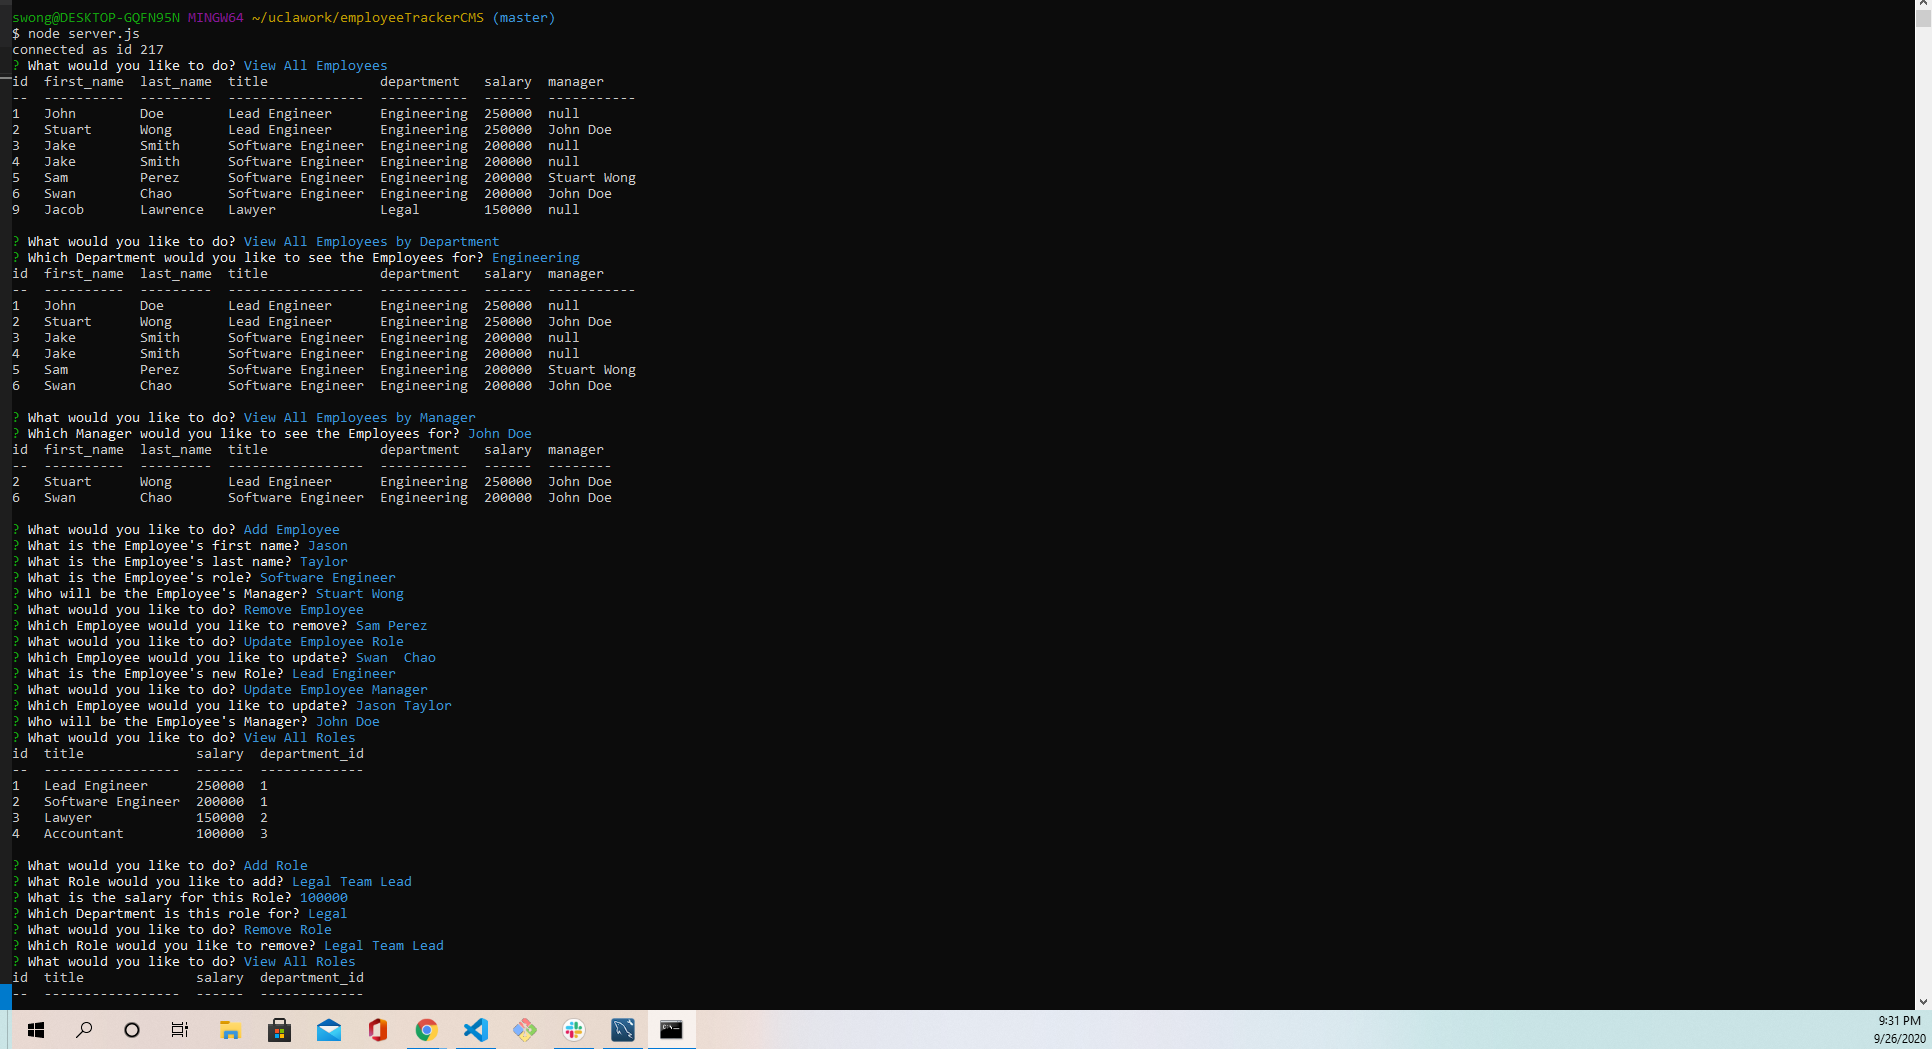 swong@DESKTOP-GQFN95N MINGW64 ~/uclawork/employeeTrackerCMS (master)
$ node server.js
connected as id 217
? What would you like to do? View All Employees
id  first_name  last_name  title              department   salary  manager
--  ----------  ---------  -----------------  -----------  ------  -----------
1   John        Doe        Lead Engineer      Engineering  250000  null
2   Stuart      Wong       Lead Engineer      Engineering  250000  John Doe
3   Jake        Smith      Software Engineer  Engineering  200000  null
4   Jake        Smith      Software Engineer  Engineering  200000  null
5   Sam         Perez      Software Engineer  Engineering  200000  Stuart Wong
6   Swan        Chao       Software Engineer  Engineering  200000  John Doe
9   Jacob       Lawrence   Lawyer             Legal        150000  null
? What would you like to do? View All Employees by Department
? Which Department would you like to see the Employees for? Engineering
id  first_name  last_name  title              department   salary  manager
--  ----------  ---------  -----------------  -----------  ------  -----------
1   John        Doe        Lead Engineer      Engineering  250000  null
2   Stuart      Wong       Lead Engineer      Engineering  250000  John Doe
3   Jake        Smith      Software Engineer  Engineering  200000  null
4   Jake        Smith      Software Engineer  Engineering  200000  null
5   Sam         Perez      Software Engineer  Engineering  200000  Stuart Wong
6   Swan        Chao       Software Engineer  Engineering  200000  John Doe
? What would you like to do? View All Employees by Manager
? Which Manager would you like to see the Employees for? John Doe
id  first_name  last_name  title              department   salary  manager
--  ----------  ---------  -----------------  -----------  ------  --------
2   Stuart      Wong       Lead Engineer      Engineering  250000  John Doe
6   Swan        Chao       Software Engineer  Engineering  200000  John Doe
? What would you like to do? Add Employee
? What is the Employee's first name? Jason
? What is the Employee's last name? Taylor
? What is the Employee's role? Software Engineer
? Who will be the Employee's Manager? Stuart Wong
? What would you like to do? Remove Employee
? Which Employee would you like to remove? Sam Perez
? What would you like to do? Update Employee Role
? Which Employee would you like to update? Swan  Chao
? What is the Employee's new Role? Lead Engineer
? What would you like to do? Update Employee Manager
? Which Employee would you like to update? Jason Taylor
? Who will be the Employee's Manager? John Doe
? What would you like to do? View All Roles
id  title              salary  department_id
--  -----------------  ------  -------------
1   Lead Engineer      250000  1
2   Software Engineer  200000  1
3   Lawyer             150000  2
4   Accountant         100000  3
? What would you like to do? Add Role
? What Role would you like to add? Legal Team Lead
? What is the salary for this Role? 100000
? Which Department is this role for? Legal
? What would you like to do? Remove Role
? Which Role would you like to remove? Legal Team Lead
? What would you like to do? View All Roles
id  title              salary  department_id
--  -----------------  ------  -------------
9:31 PM
9/26/2020